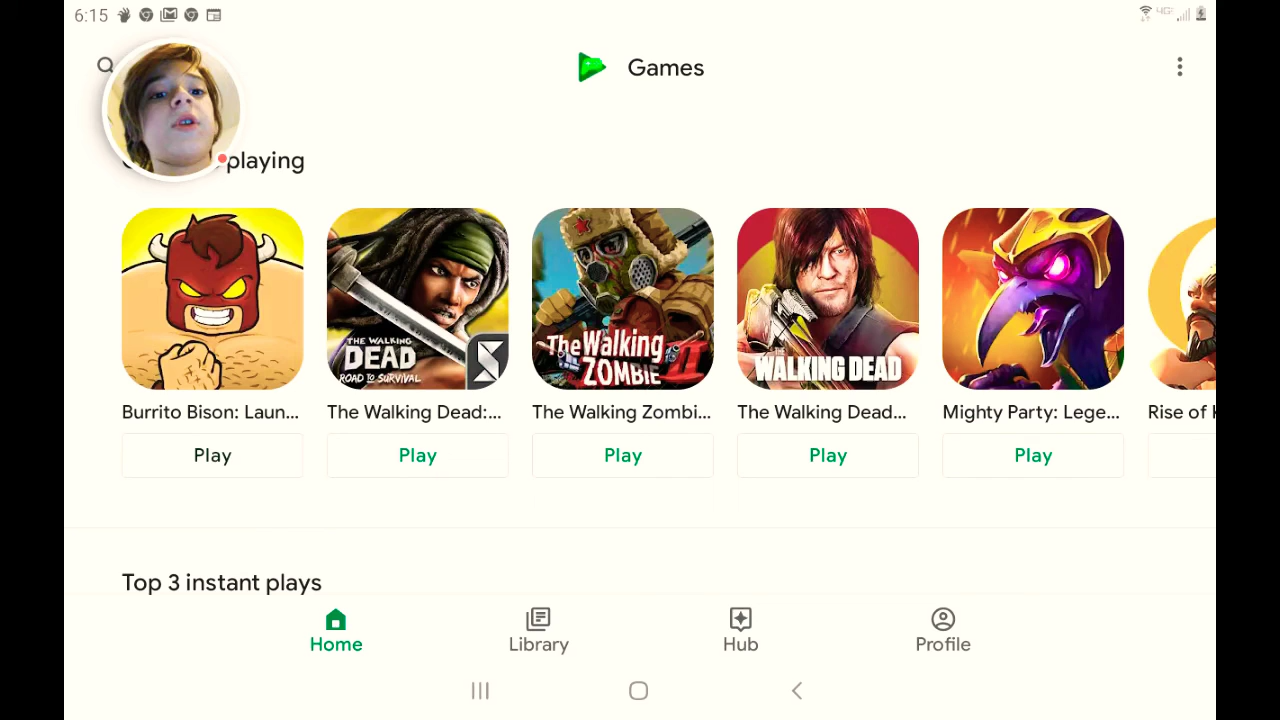 6:15
4G
Games
playing
THE WALKING
DEAD
ROAD TO SURVIVAL
The Walking
ZOMBIE II
THE
WALKING DEAD
Burrito Bison: Laun...
The Walking Dead:...
The Walking Zombi...
The Walking Dead...
Mighty Party: Lege...
Rise of
Play
Play
Play
Play
Play
Top 3 instant plays
Home
Library
Hub
Profile